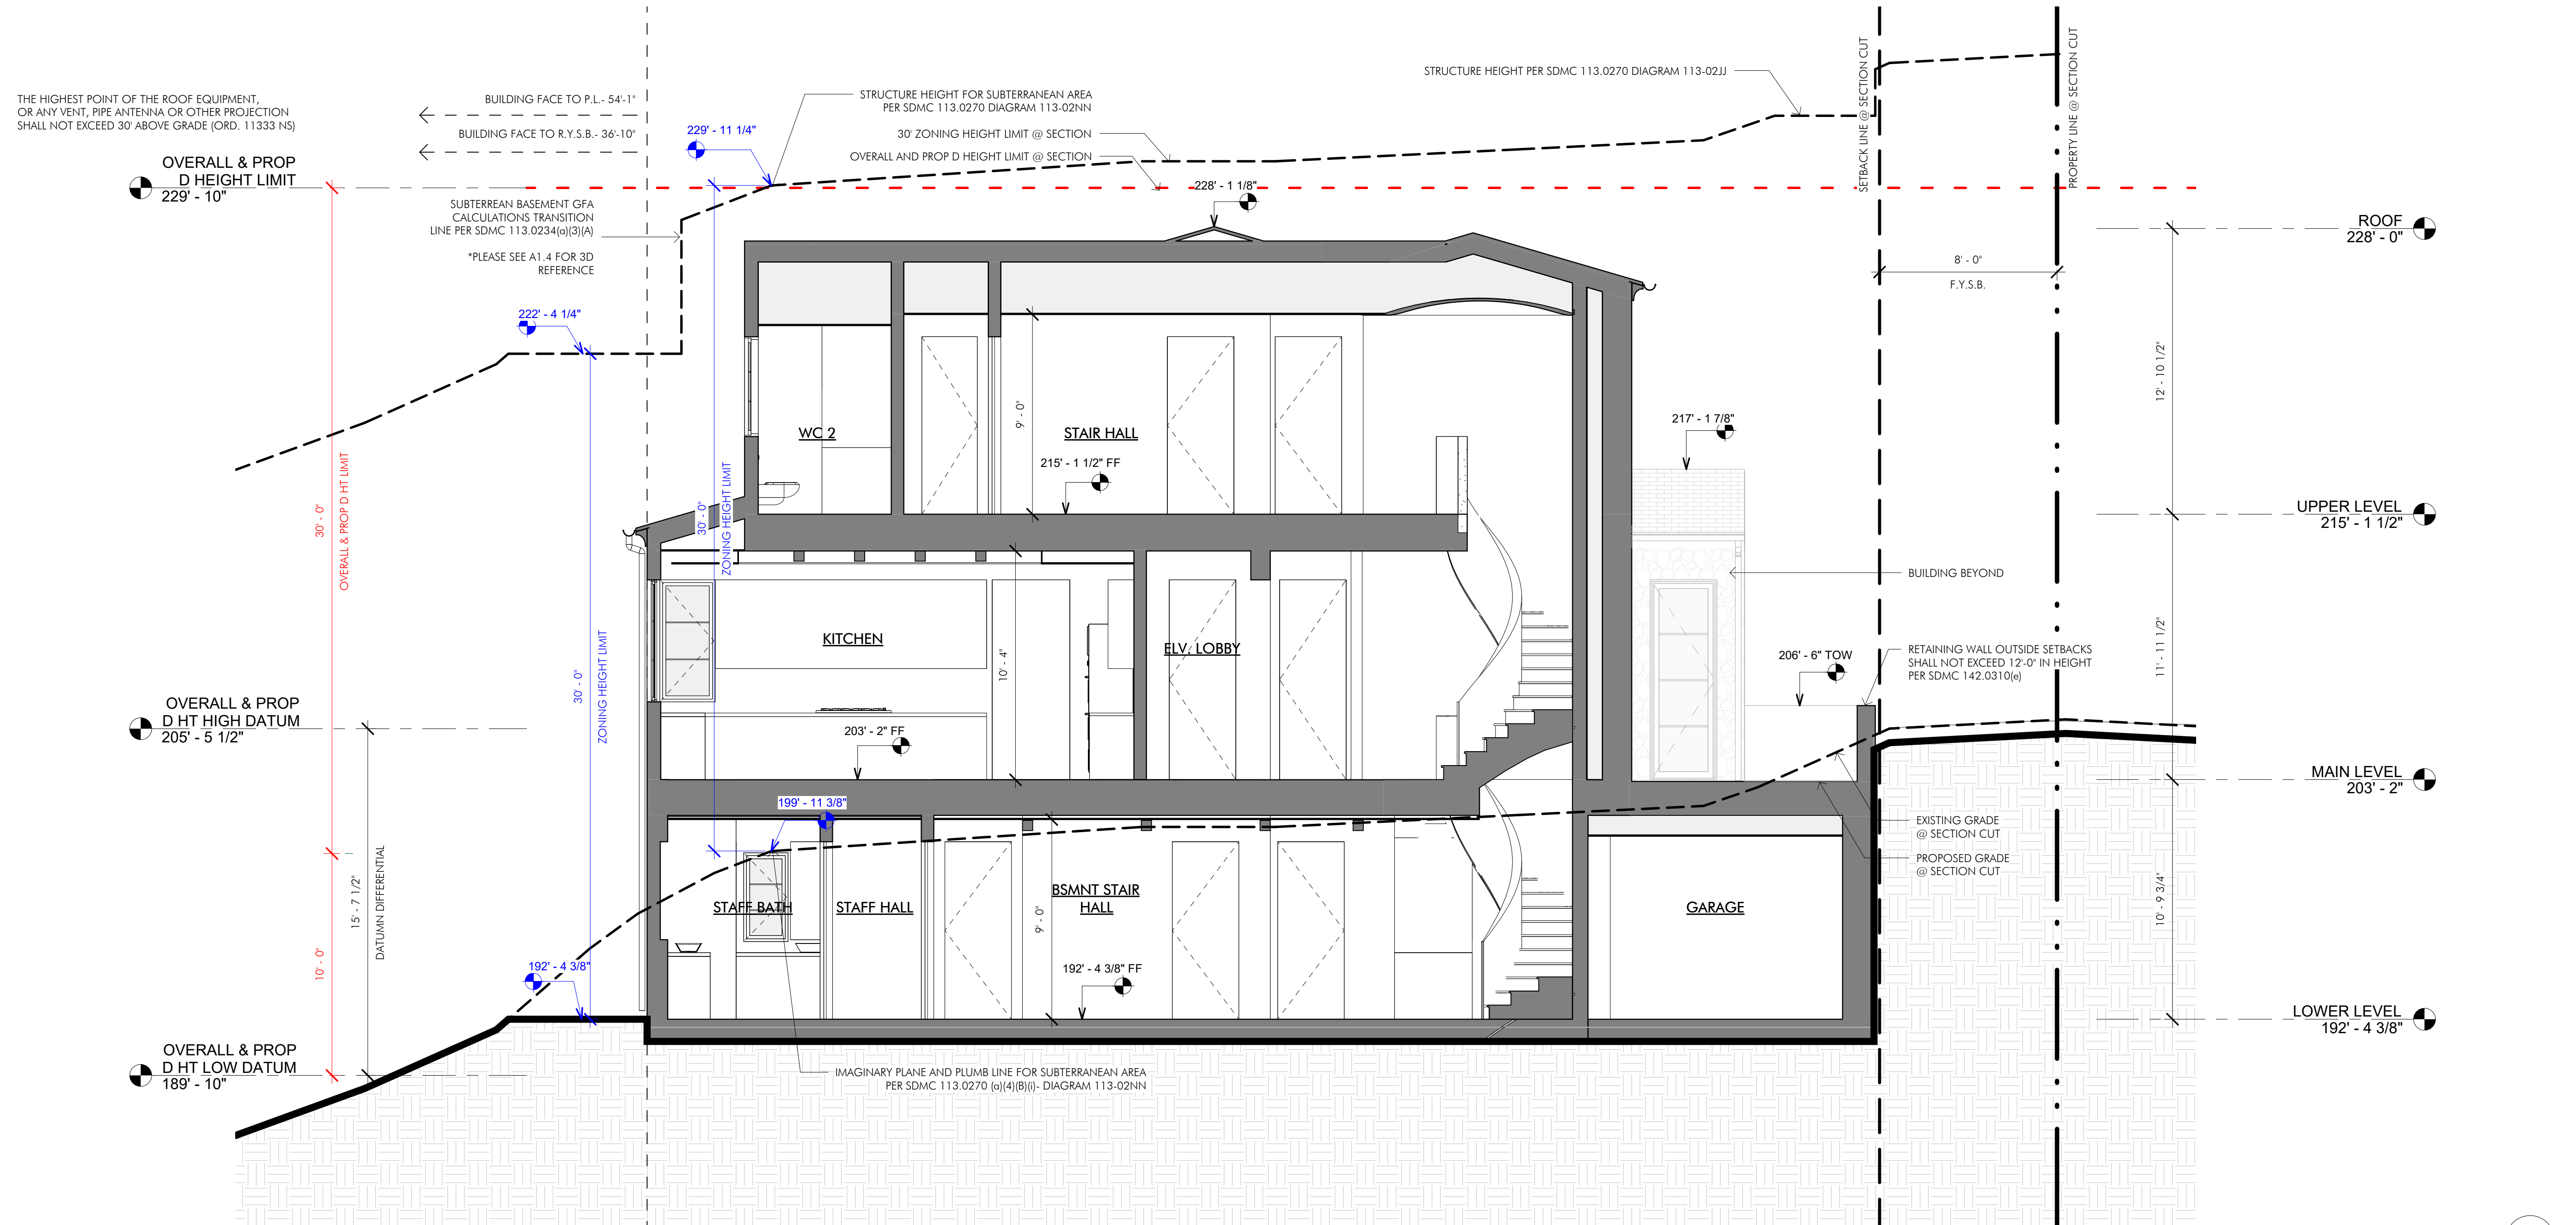 THE HIGHEST POINT OF THE ROOF EQUIPMENT,
OR ANY VENT, PIPE ANTENNA OR OTHER PROJECTION
SHALL NOT EXCEED 30' ABOVE GRADE (ORD. 11333 NS)
BUILDING FACE TO P.L.- 54'-1"
BUILDING FACE TO R.Y.S.B.- 36'-10"
229' - 11 1/4"
STRUCTURE HEIGHT FOR SUBTERRANEAN AREA
PER SDMC 113.0270 DIAGRAM 113-02NN
30' ZONING HEIGHT LIMIT @ SECTION
OVERALL AND PROP D HEIGHT LIMIT @ SECTION
STRUCTURE HEIGHT PER SDMC 113.0270 DIAGRAM 113-02JJ
SETBACK LINE @ SECTION CUT
PROPERTY LINE @ SECTION CUT
OVERALL & PROP
D HEIGHT LIMIT
229' - 10"
228' - 1 1/8"
SUBTERREAN BASEMENT GFA
CALCULATIONS TRANSITION
LINE PER SDMC 113.0234(a)(3)(A)
*PLEASE SEE A1.4 FOR 3D
REFERENCE
ROOF
228' - 0"
8' - 0"
F.Y.S.B.
222' - 4 1/4"
12' - 10 1/2"
9' - 0"
WC 2
STAIR HALL
217' - 1 7/8"
215' - 1 1/2" FF
30' - 0"
OVERALL & PROP D HT LIMIT
30' - 0"
ZONING HEIGHT LIMIT
UPPER LEVEL
215' - 1 1/2"
BUILDING BEYOND
30' - 0"
ZONING HEIGHT LIMIT
KITCHEN
10' - 4"
ELV. LOBBY
206' - 6" TOW
RETAINING WALL OUTSIDE SETBACKS
SHALL NOT EXCEED 12'-0" IN HEIGHT
PER SDMC 142.0310(e)
11' - 11 1/2"
OVERALL & PROP
D HT HIGH DATUM
205' - 5 1/2"
203' - 2" FF
MAIN LEVEL
203' - 2"
199' - 11 3/8"
EXISTING GRADE
@ SECTION CUT
PROPOSED GRADE
@ SECTION CUT
15' - 7 1/2"
DATUMN DIFFERENTIAL
10' - 0"
STAFF BATH
STAFF HALL
BSMNT STAIR
HALL
9' - 0"
GARAGE
10' - 9 3/4"
192' - 4 3/8"
192' - 4 3/8" FF
LOWER LEVEL
192' - 4 3/8"
OVERALL & PROP
D HT LOW DATUM
189' - 10"
IMAGINARY PLANE AND PLUMB LINE FOR SUBTERRANEAN AREA
PER SDMC 113.0270 (a)(4)(B)(i)- DIAGRAM 113-02NN